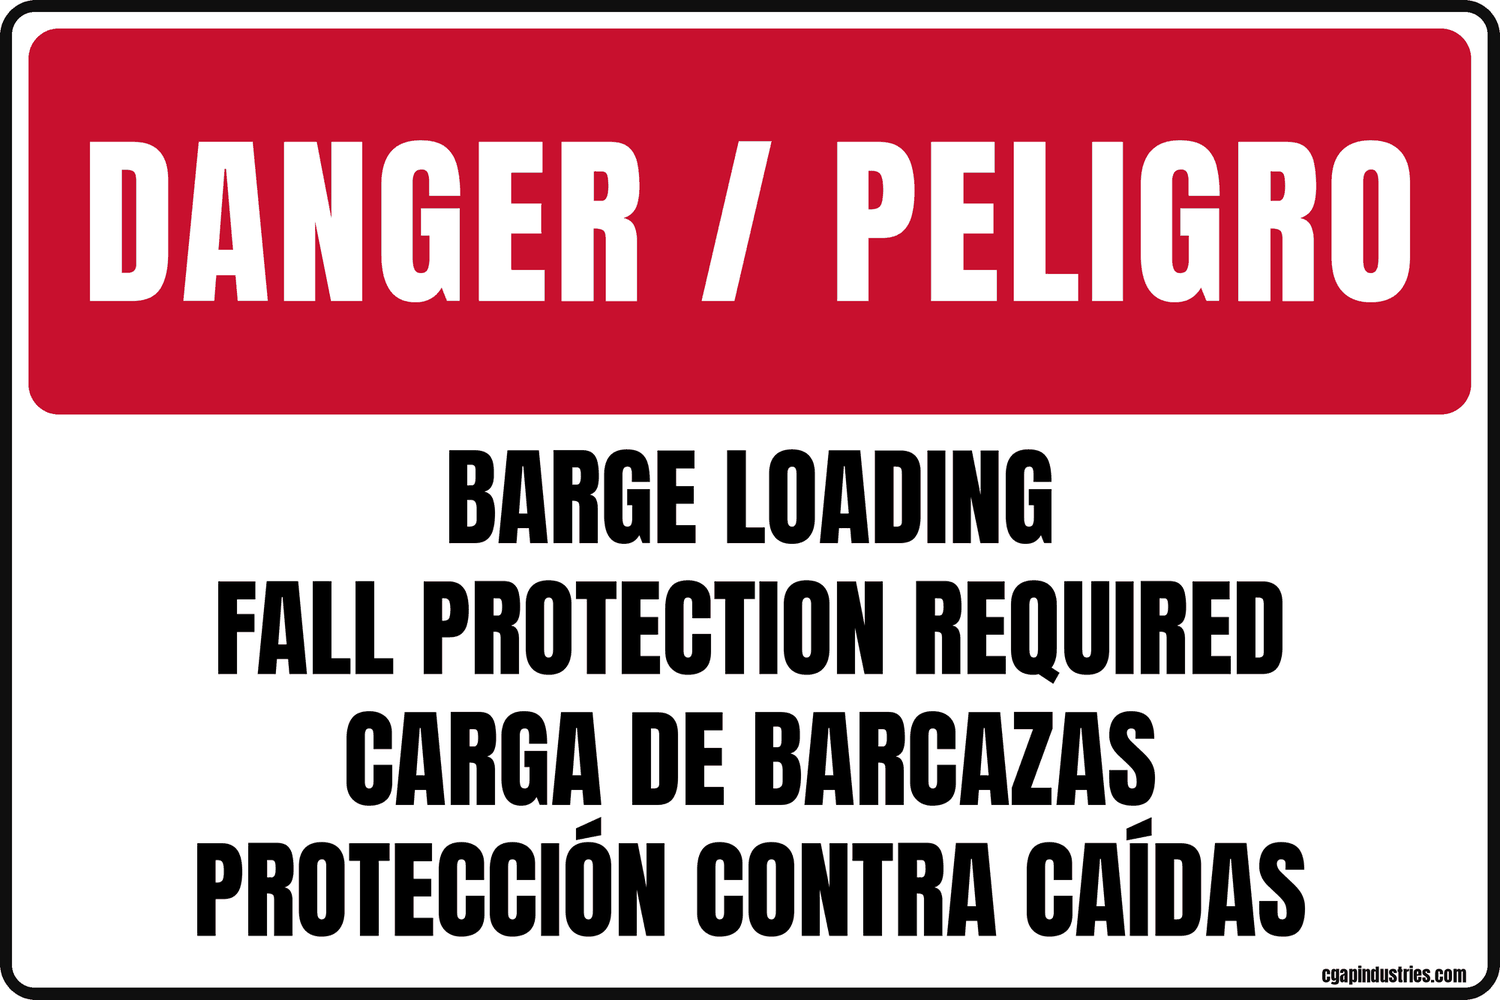 DANGER / PELIGRO
BARGE LOADING
FALL PROTECTION REQUIRED
CARGA DE BARCAZAS
PROTECCIÓN CONTRA CAÍDAS
cgapindustries.com